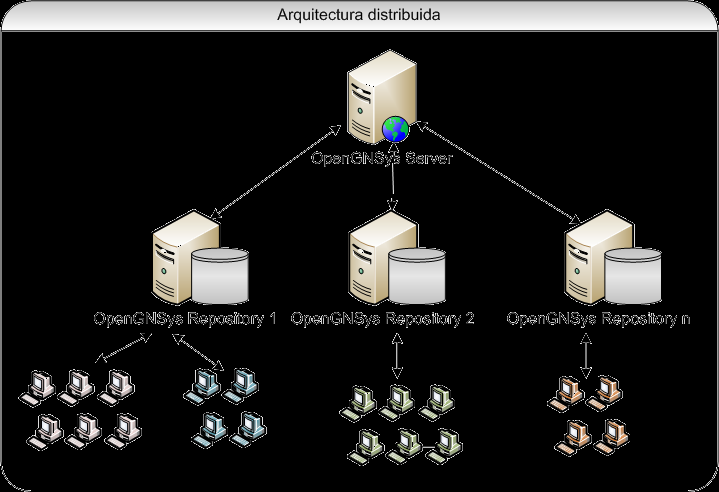 Arquitectura distribuida
OpenGNSys Server
OpenGNSys Repository 1
OpenGNSys Repository 2
OpenGNSys Repository n